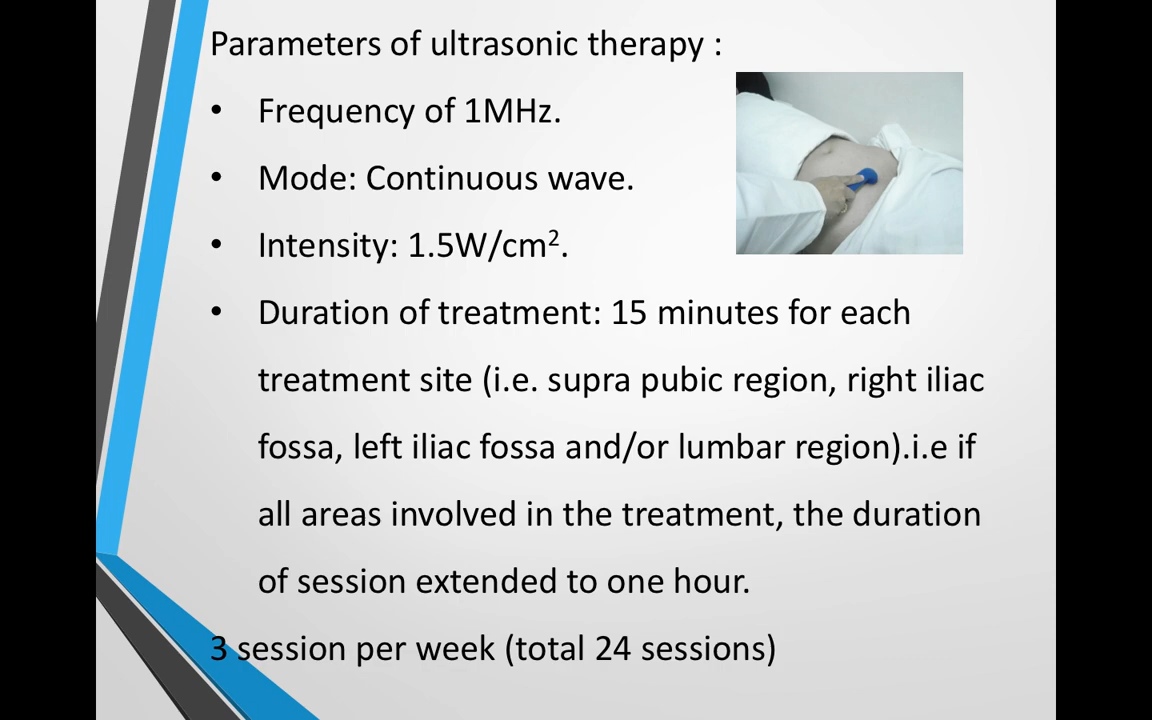 Parameters of ultrasonic therapy :
• Frequency of 1MHz.
• Mode: Continuous wave.
• Intensity: 1.5W/cm².
• Duration of treatment: 15 minutes for each
treatment site (i.e. supra pubic region, right iliac
fossa, left iliac fossa and/or lumbar region).i.e if
all areas involved in the treatment, the duration
of session extended to one hour.
3 session per week (total 24 sessions)